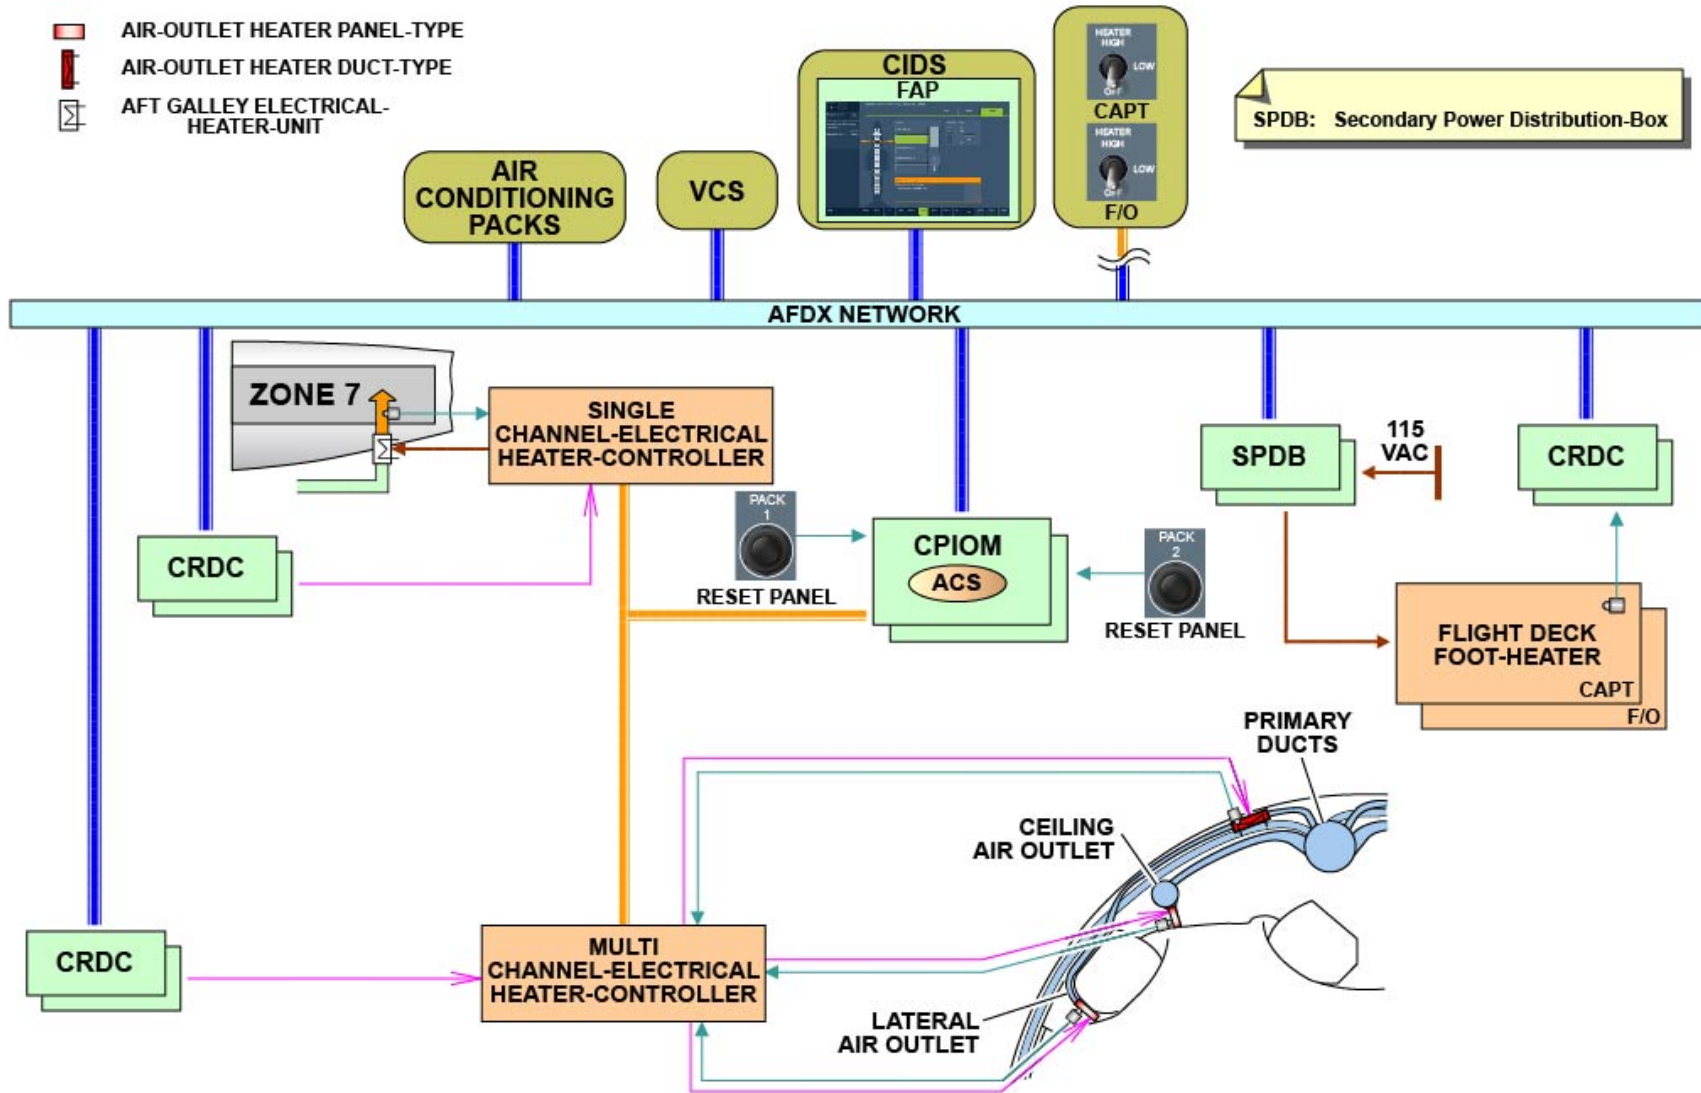 AIR-OUTLET HEATER PANEL-TYPE
AIR-OUTLET HEATER DUCT-TYPE
AFT GALLEY ELECTRICAL-
HEATER-UNIT
AIR
CONDITIONING
PACKS
VCS
CIDS
FAP
HEATER
HIGH
LOW
OFF
CAPT
HEATER
HIGH
LOW
OFF
F/O
SPDB: Secondary Power Distribution-Box
AFDX NETWORK
ZONE 7
SINGLE
CHANNEL-ELECTRICAL
HEATER-CONTROLLER
CRDC
PACK
1
RESET PANEL
CPIOM
ACS
PACK
2
RESET PANEL
SPDB
115
VAC
CRDC
FLIGHT DECK
FOOT-HEATER
CAPT
F/O
PRIMARY
DUCTS
CEILING
AIR OUTLET
LATERAL
AIR OUTLET
CRDC
MULTI
CHANNEL-ELECTRICAL
HEATER-CONTROLLER